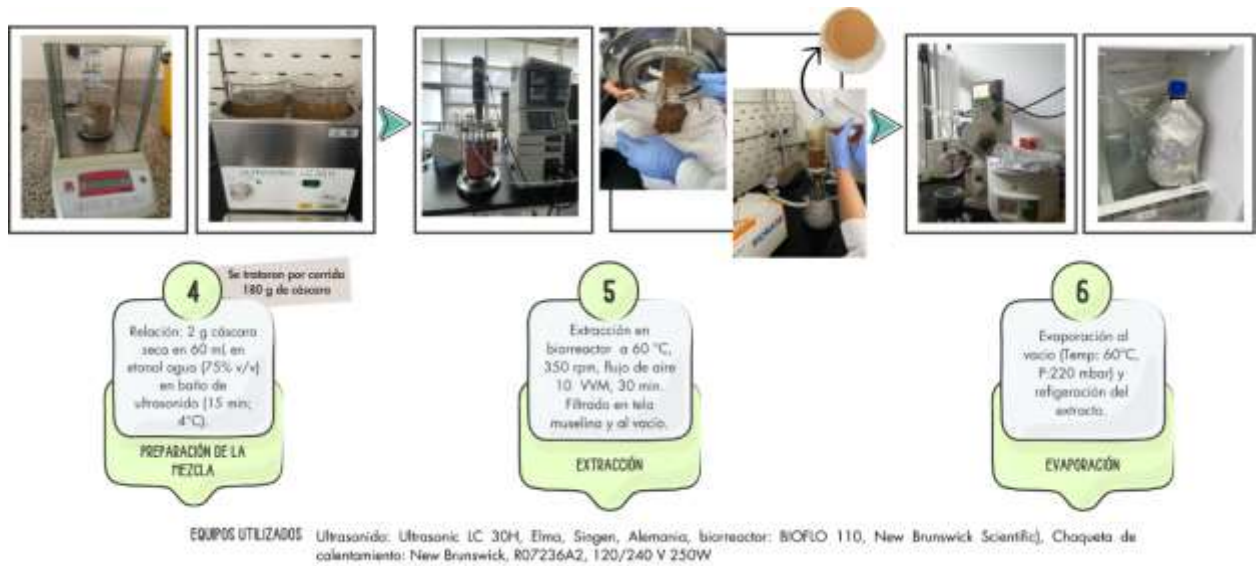 4
Se trataron por corrida
180 g de cáscara
Relación: 2 g cáscara
seca en 60 mL en
etanol agua (75% v/v)
en baño de
ultrasonido (15 min;
4°C).
PREPARACIÓN DE LA
MEZCLA
5
Extracción en
biorreactor a 60 °C,
350 rpm, flujo de aire
10 VVM, 30 min.
Filtrado en tela
muselina y al vacío.
EXTRACCIÓN
6
Evaporación al
vacío (Temp: 60°C,
P:220 mbar) y
refigeración del
extracto.
EVAPORACIÓN
EQUIPOS UTILIZADOS Ultrasonido: Ultrasonic LC 30H, Elma, Singen, Alemania, biorreactor: BIOFLO 110, New Brunswick Scientific), Chaqueta de
calentamiento: New Brunswick, R07236A2, 120/240 V 250W